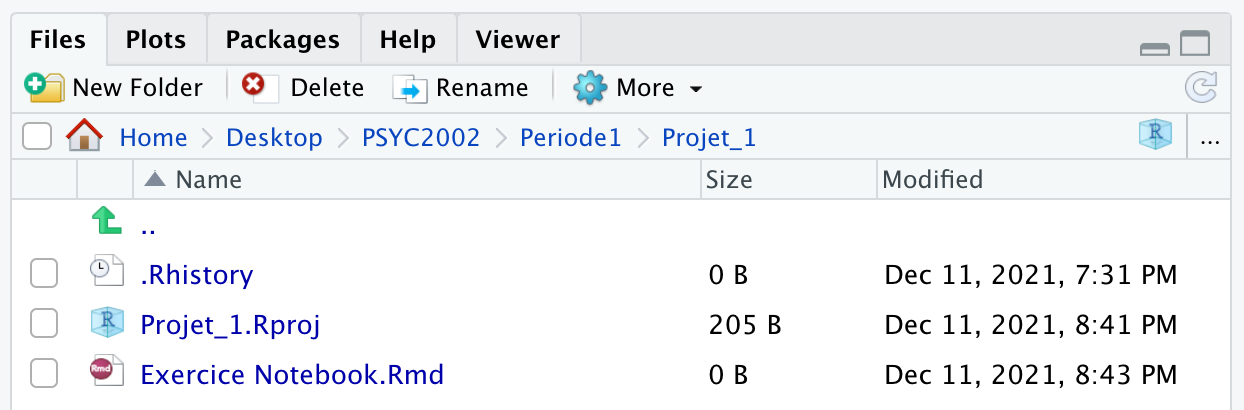 Files Plots Packages Help Viewer
New Folder Delete Rename More
Home Desktop PSYC2002 Periode1 Projet_1 R ...
Name Size Modified
..
.Rhistory 0 B Dec 11, 2021, 7:31 PM
R Projet_1.Rproj 205 B Dec 11, 2021, 8:41 PM
Rmd Exercice Notebook.Rmd 0 B Dec 11, 2021, 8:43 PM